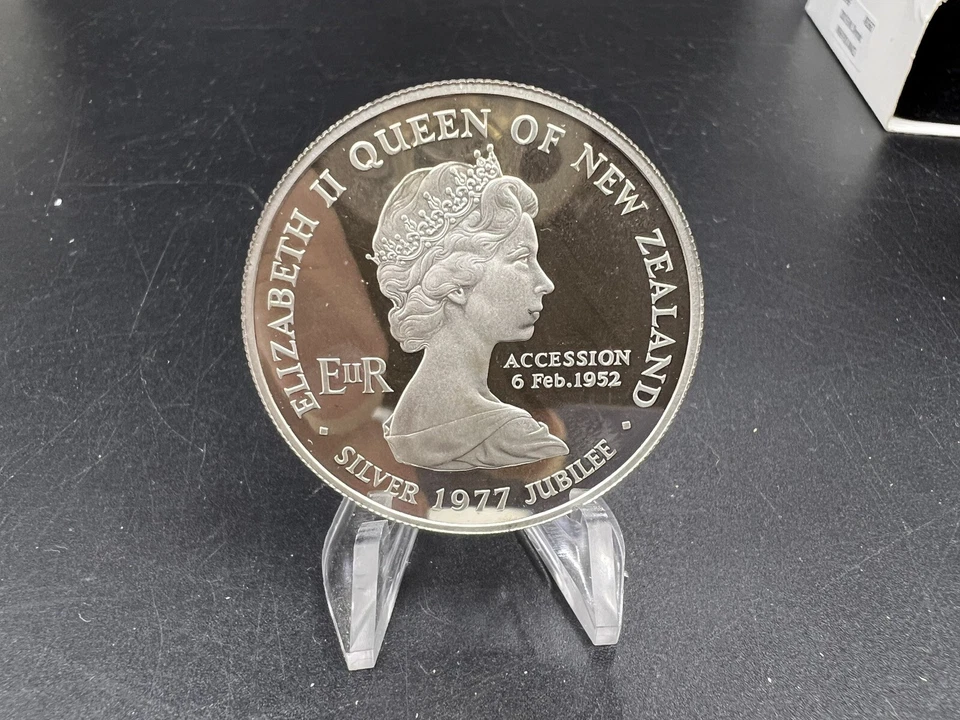 ELIZABETH II QUEEN OF NEW ZEALAND
EIIR
ACCESSION
6 Feb.1952
· SILVER 1977 JUBILEE ·